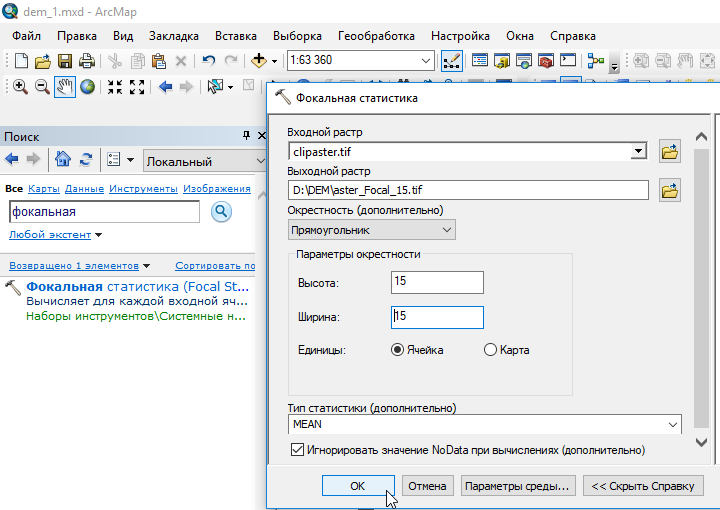 dem_1.mxd - ArcMap
Файл Правка Вид Закладка Вставка Выборка Геообработка Настройка Окна Справка
1:63 360
Фокальная статистика
Поиск
Локальный
Все Карты Данные Инструменты Изображения
фокальная
Любой экстент
Возвращено 1 элементов Сортировать по
Фокальная статистика (Focal St...
Вычисляет для каждой входной яч...
Наборы инструментов\Системные н...
Входной растр
clipaster.tif
Выходной растр
D:\DEM\aster_Focal_15.tif
Окрестность (дополнительно)
Прямоугольник
Параметры окрестности
Высота: 15
Ширина: 15
Единицы: Ячейка Карта
Тип статистики (дополнительно)
MEAN
Игнорировать значение NoData при вычислениях (дополнительно)
OK Отмена Параметры среды... << Скрыть Справку